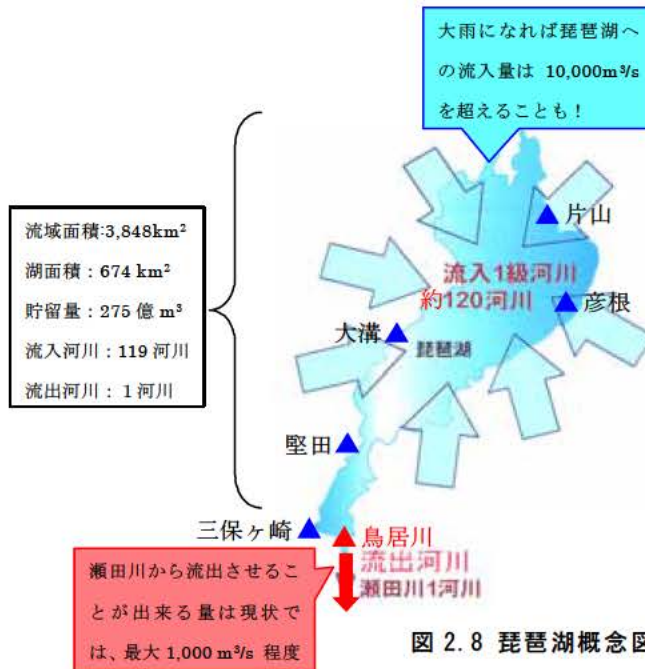 大雨になれば琵琶湖へ
の流入量は 10,000m³/s
を超えることも！
流域面積:3,848km²
湖面積：674 km²
貯留量：275 億 m³
流入河川：119 河川
流出河川：1 河川
片山
流入1級河川
約120河川
彦根
大溝
琵琶湖
堅田
三保ヶ崎
鳥居川
流出河川
瀬田川1河川
瀬田川から流出させるこ
とが出来る量は現状で
は、最大 1,000 m³/s 程度
図 2.8 琵琶湖概念図